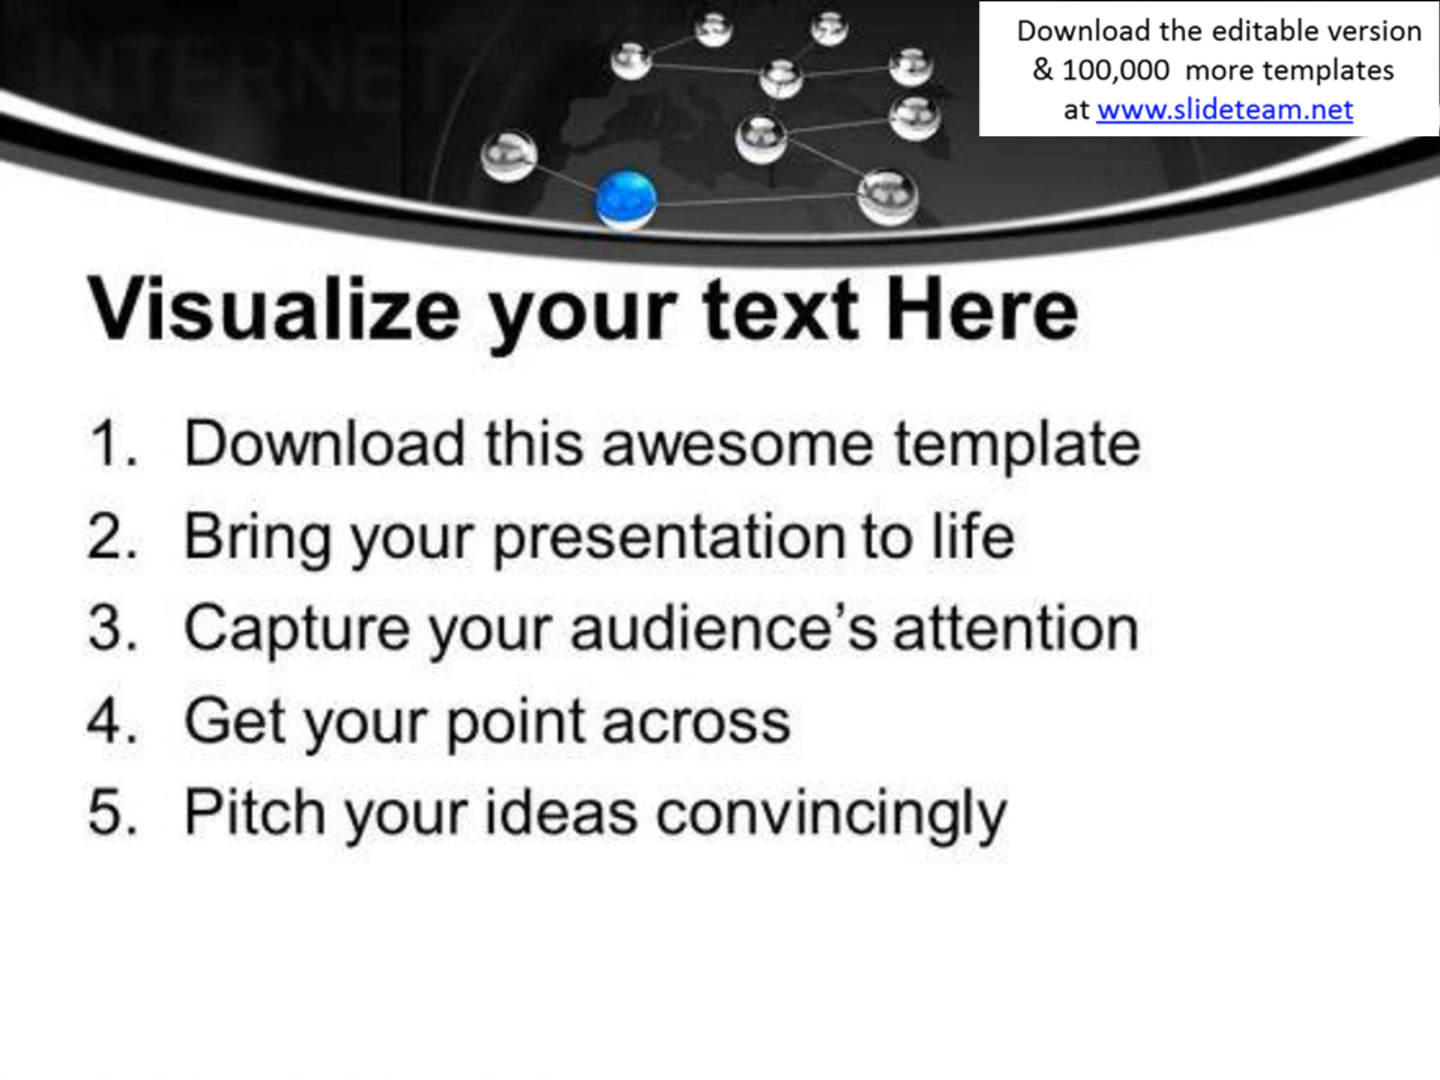 INTERNET
Download the editable version
& 100,000 more templates
at www.slideteam.net
Visualize your text Here
1. Download this awesome template
2. Bring your presentation to life
3. Capture your audience’s attention
4. Get your point across
5. Pitch your ideas convincingly